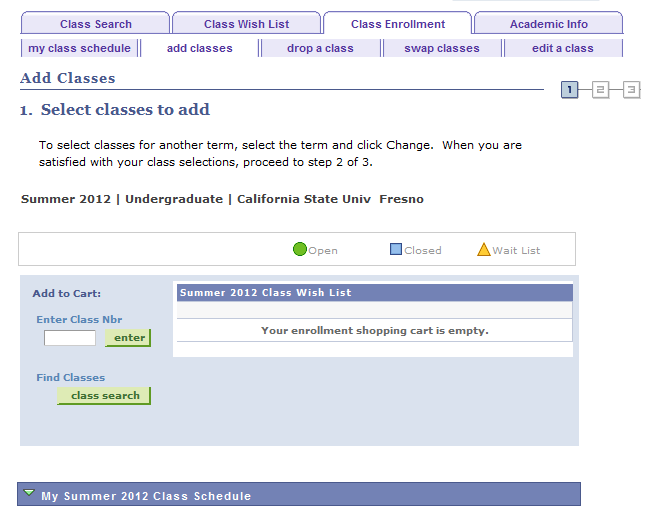 Class Search
Class Wish List
Class Enrollment
Academic Info
my class schedule
add classes
drop a class
swap classes
edit a class
Add Classes
1
2
3
1. Select classes to add
To select classes for another term, select the term and click Change. When you are
satisfied with your class selections, proceed to step 2 of 3.
Summer 2012 | Undergraduate | California State Univ Fresno
Open
Closed
Wait List
Add to Cart:
Enter Class Nbr
enter
Find Classes
class search
Summer 2012 Class Wish List
Your enrollment shopping cart is empty.
My Summer 2012 Class Schedule